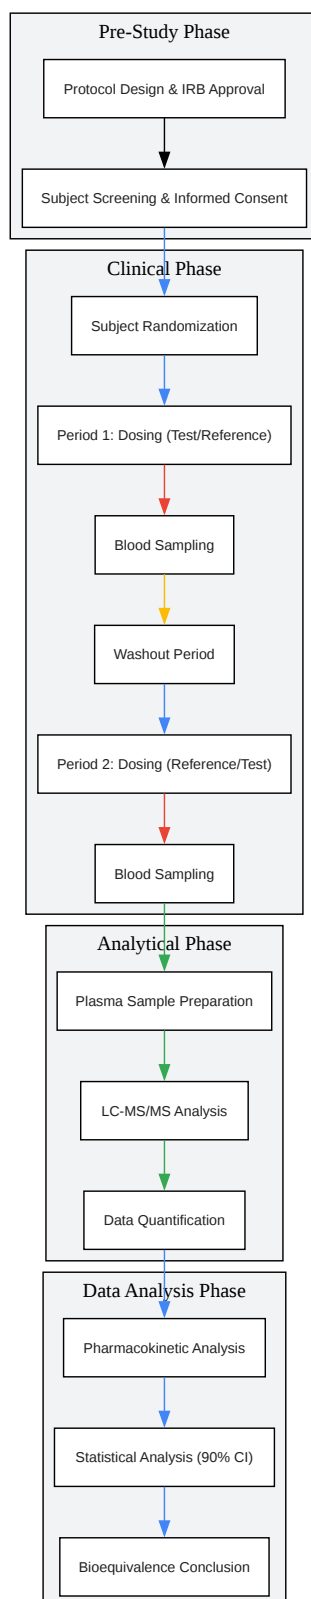 Pre-Study Phase
Protocol Design & IRB Approval
Subject Screening & Informed Consent
Clinical Phase
Subject Randomization
Period 1: Dosing (Test/Reference)
Blood Sampling
Washout Period
Period 2: Dosing (Reference/Test)
Blood Sampling
Analytical Phase
Plasma Sample Preparation
LC-MS/MS Analysis
Data Quantification
Data Analysis Phase
Pharmacokinetic Analysis
Statistical Analysis (90% CI)
Bioequivalence Conclusion